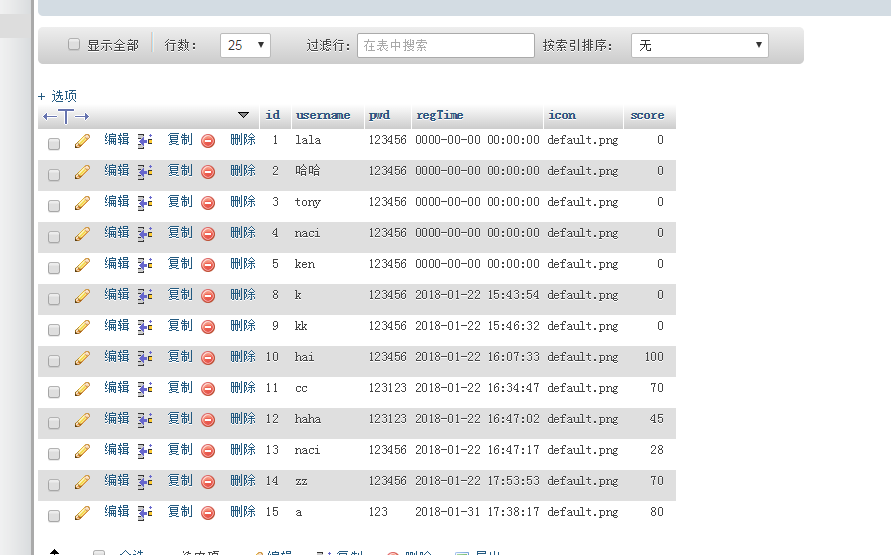 显示全部 行数： 25 过滤行： 在表中搜索 按索引排序： 无
+ 选项
←T→ id username pwd regTime icon score
编辑 复制 删除 1 lala 123456 0000-00-00 00:00:00 default.png 0
编辑 复制 删除 2 哈哈 123456 0000-00-00 00:00:00 default.png 0
编辑 复制 删除 3 tony 123456 0000-00-00 00:00:00 default.png 0
编辑 复制 删除 4 naci 123456 0000-00-00 00:00:00 default.png 0
编辑 复制 删除 5 ken 123456 0000-00-00 00:00:00 default.png 0
编辑 复制 删除 8 k 123456 2018-01-22 15:43:54 default.png 0
编辑 复制 删除 9 kk 123456 2018-01-22 15:46:32 default.png 0
编辑 复制 删除 10 hai 123456 2018-01-22 16:07:33 default.png 100
编辑 复制 删除 11 cc 123123 2018-01-22 16:34:47 default.png 70
编辑 复制 删除 12 haha 123123 2018-01-22 16:47:02 default.png 45
编辑 复制 删除 13 naci 123456 2018-01-22 16:47:17 default.png 28
编辑 复制 删除 14 zz 123456 2018-01-22 17:53:53 default.png 70
编辑 复制 删除 15 a 123 2018-01-31 17:38:17 default.png 80